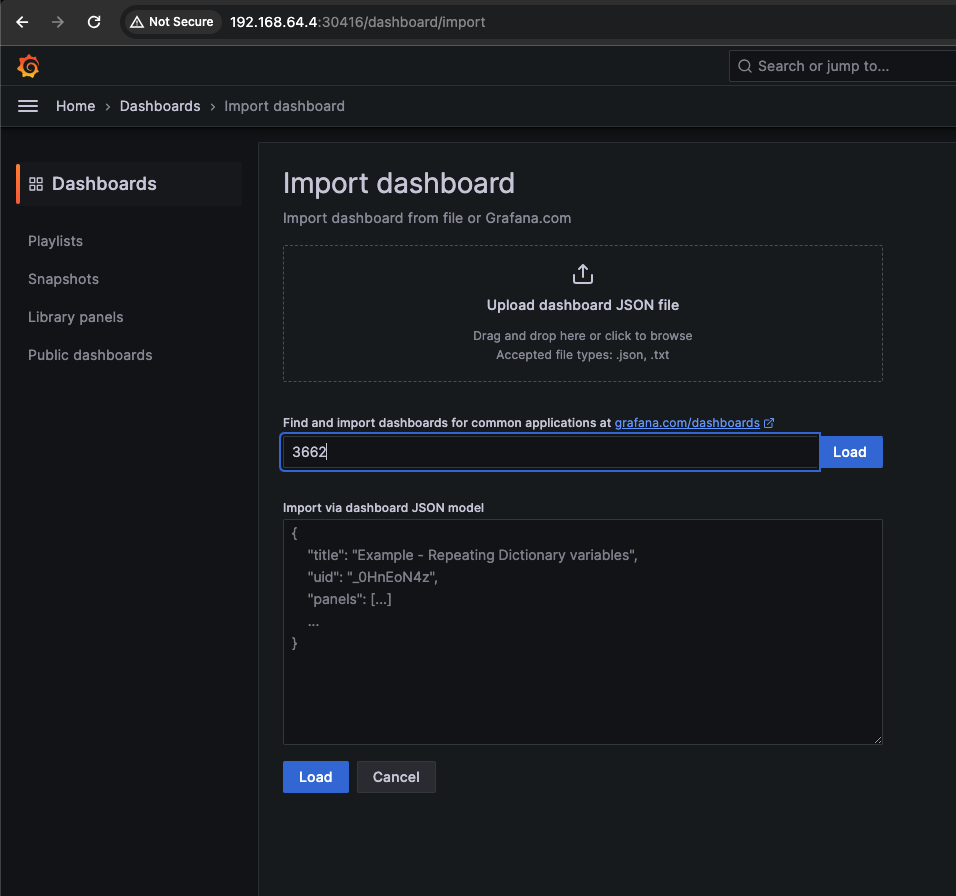 Not Secure 192.168.64.4:30416/dashboard/import
Search or jump to...
Home › Dashboards › Import dashboard
Dashboards
Playlists
Snapshots
Library panels
Public dashboards
Import dashboard
Import dashboard from file or Grafana.com
Upload dashboard JSON file
Drag and drop here or click to browse
Accepted file types: .json, .txt
Find and import dashboards for common applications at grafana.com/dashboards
3662 Load
Import via dashboard JSON model
{
"title": "Example - Repeating Dictionary variables",
"uid": "_0HnEoN4z",
"panels": [...]
...
}
Load Cancel